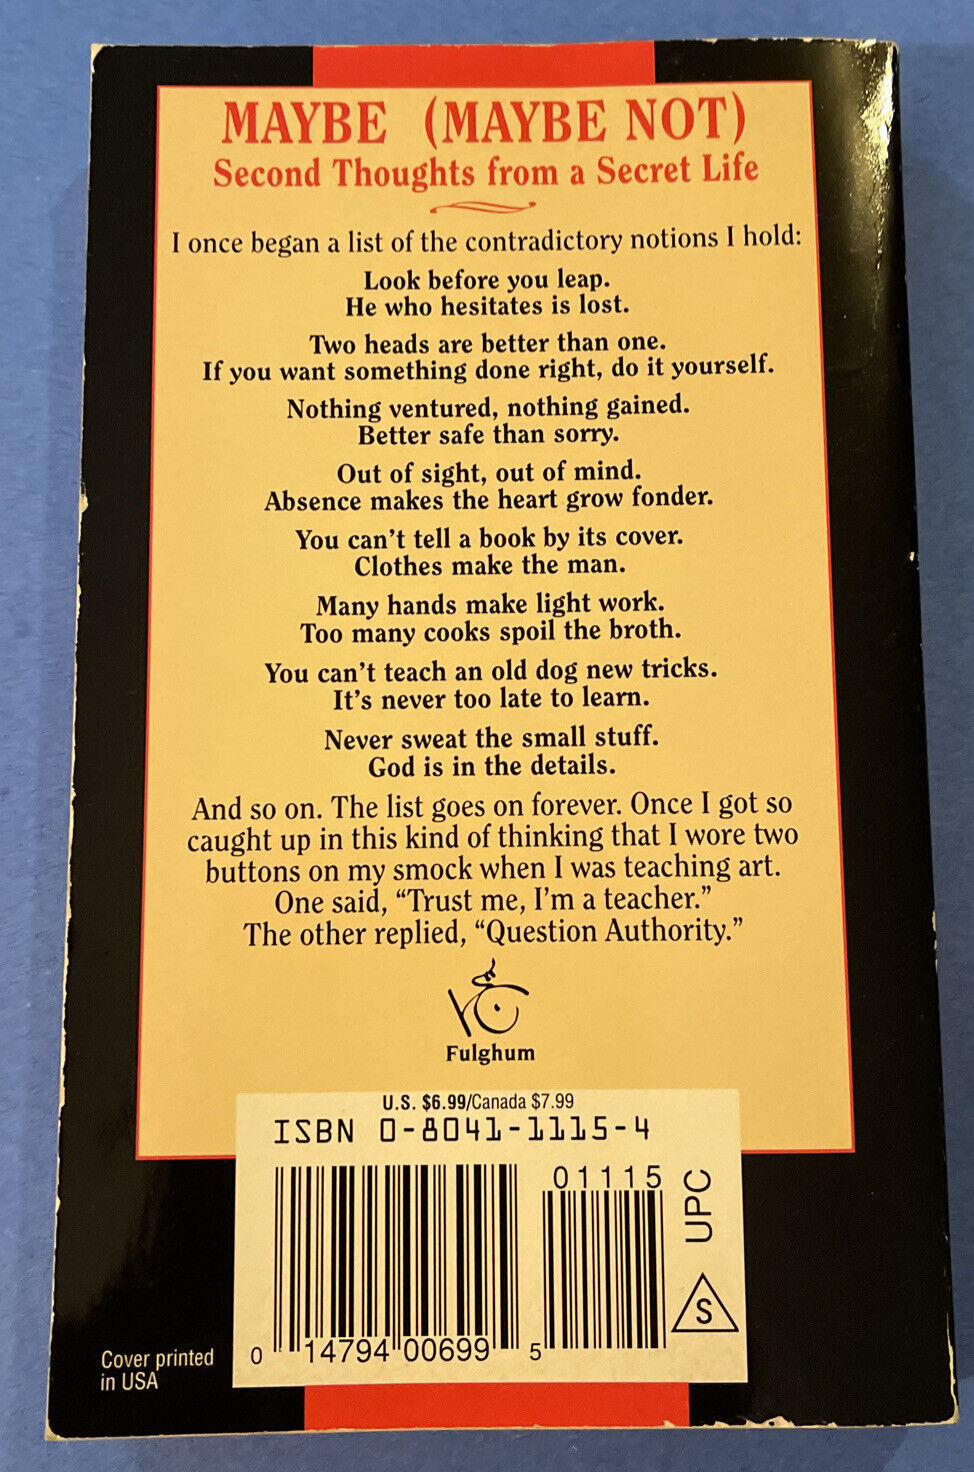 MAYBE (MAYBE NOT)
Second Thoughts from a Secret Life
I once began a list of the contradictory notions I hold:
Look before you leap.
He who hesitates is lost.
Two heads are better than one.
If you want something done right, do it yourself.
Nothing ventured, nothing gained.
Better safe than sorry.
Out of sight, out of mind.
Absence makes the heart grow fonder.
You can't tell a book by its cover.
Clothes make the man.
Many hands make light work.
Too many cooks spoil the broth.
You can't teach an old dog new tricks.
It's never too late to learn.
Never sweat the small stuff.
God is in the details.
And so on. The list goes on forever. Once I got so
caught up in this kind of thinking that I wore two
buttons on my smock when I was teaching art.
One said, “Trust me, I'm a teacher.”
The other replied, “Question Authority.”
Fulghum
U.S. $6.99/Canada $7.99
ISBN 0-8041-1115-4
01115
UPC
S
0 14794 00699 5
Cover printed
in USA